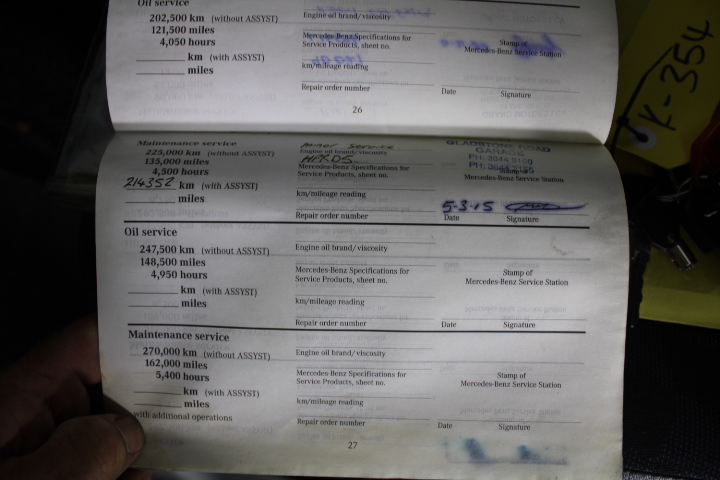 Oil service
202,500 km (without ASSYST)
121,500 miles
4,050 hours
km (with ASSYST)
miles
Engine oil brand/viscosity
Mercedes-Benz Specifications for
Service Products, sheet no.
km/mileage reading
Repair order number
Stamp of
Mercedes-Benz Service Station
Date Signature
26
Maintenance service
225,000 km (without ASSYST)
135,000 miles
4,500 hours
214352 km (with ASSYST)
miles
Minor Service
Engine oil brand/viscosity
Mercedes-Benz Specifications for
Service Products, sheet no.
km/mileage reading
Repair order number
GLADSTONE ROAD
GARAGE
Stamp of
Mercedes-Benz Service Station
5-3-15
Date Signature
Oil service
247,500 km (without ASSYST)
148,500 miles
4,950 hours
km (with ASSYST)
miles
Engine oil brand/viscosity
Mercedes-Benz Specifications for
Service Products, sheet no.
km/mileage reading
Repair order number
Stamp of
Mercedes-Benz Service Station
Date Signature
Maintenance service
270,000 km (without ASSYST)
162,000 miles
5,400 hours
km (with ASSYST)
miles
with additional operations
Engine oil brand/viscosity
Mercedes-Benz Specifications for
Service Products, sheet no.
km/mileage reading
Repair order number
Stamp of
Mercedes-Benz Service Station
Date Signature
27
K-354